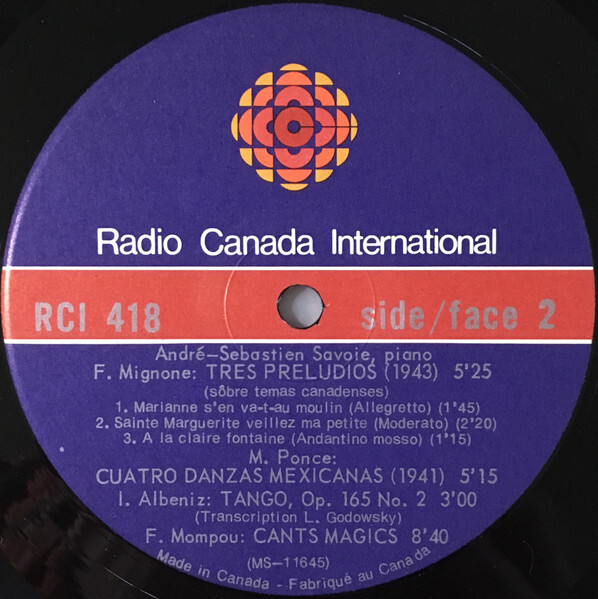 Radio Canada International
RCI 418 side/face 2
André-Sebastien Savoie, piano
F. Mignone: TRES PRELUDIOS (1943) 5'25
(sôbre temas canadenses)
1. Marianne s'en va-t-au moulin (Allegretto) (1'45)
2. Sainte Marguerite veillez ma petite (Moderato) (2'20)
3. A la claire fontaine (Andantino mosso) (1'15)
M. Ponce:
CUATRO DANZAS MEXICANAS (1941) 5'15
I. Albeniz: TANGO, Op. 165 No. 2 3'00
(Transcription L. Godowsky)
F. Mompou: CANTS MAGICS 8'40
(MS-11645)
Made in Canada - Fabriqué au Canada